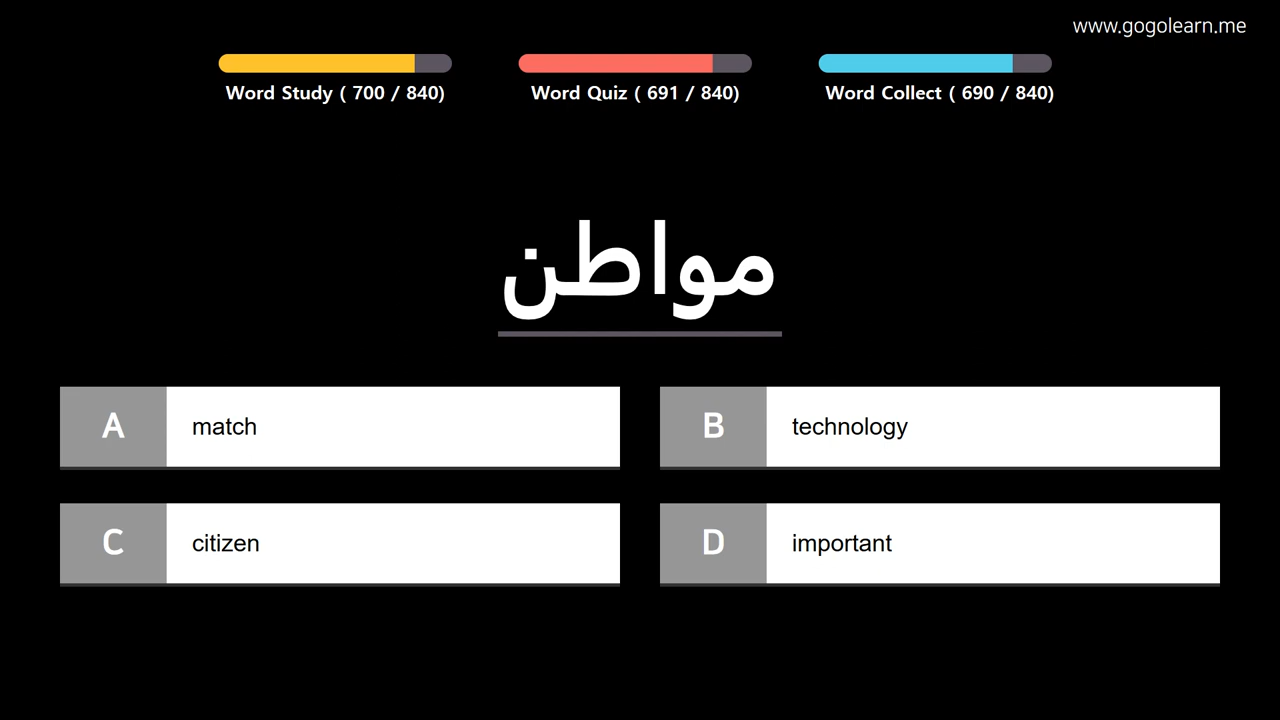 www.gogolearn.me
Word Study ( 700 / 840)
Word Quiz ( 691 / 840)
Word Collect ( 690 / 840)
مواطن
A match
B technology
C citizen
D important